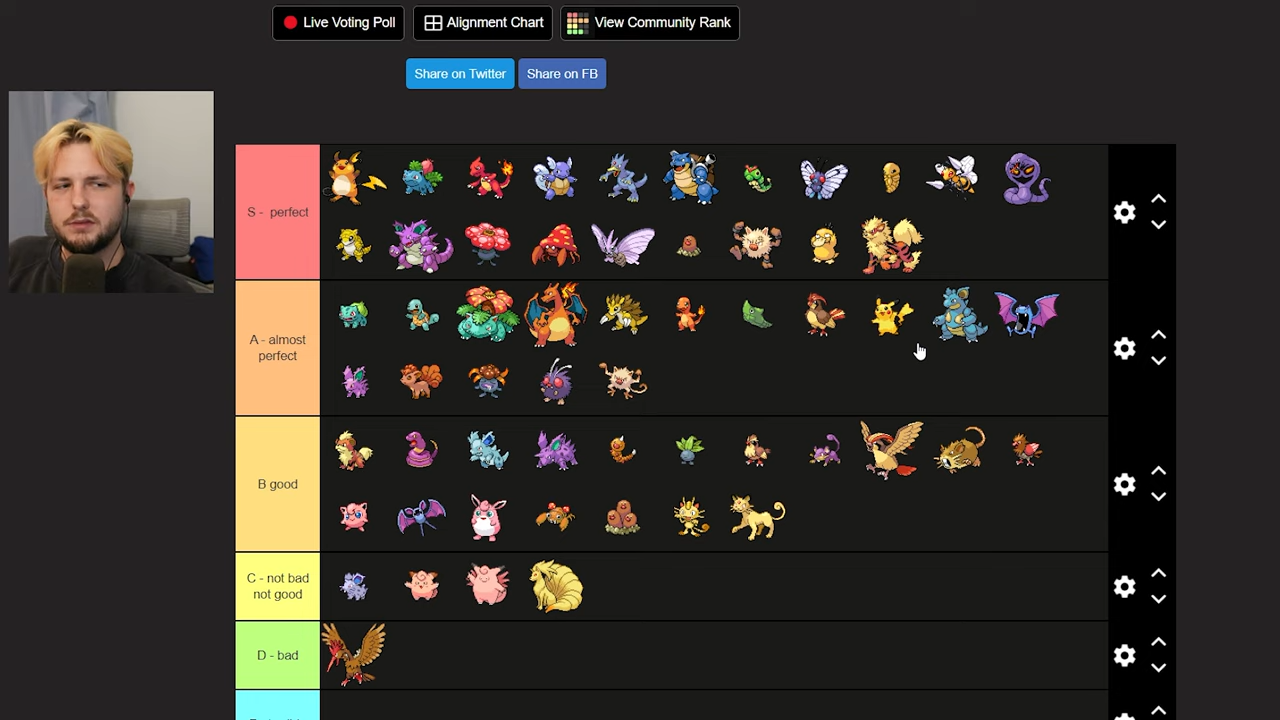 Live Voting Poll
Alignment Chart
View Community Rank
Share on Twitter
Share on FB
S - perfect
A - almost
perfect
B good
C - not bad
not good
D - bad